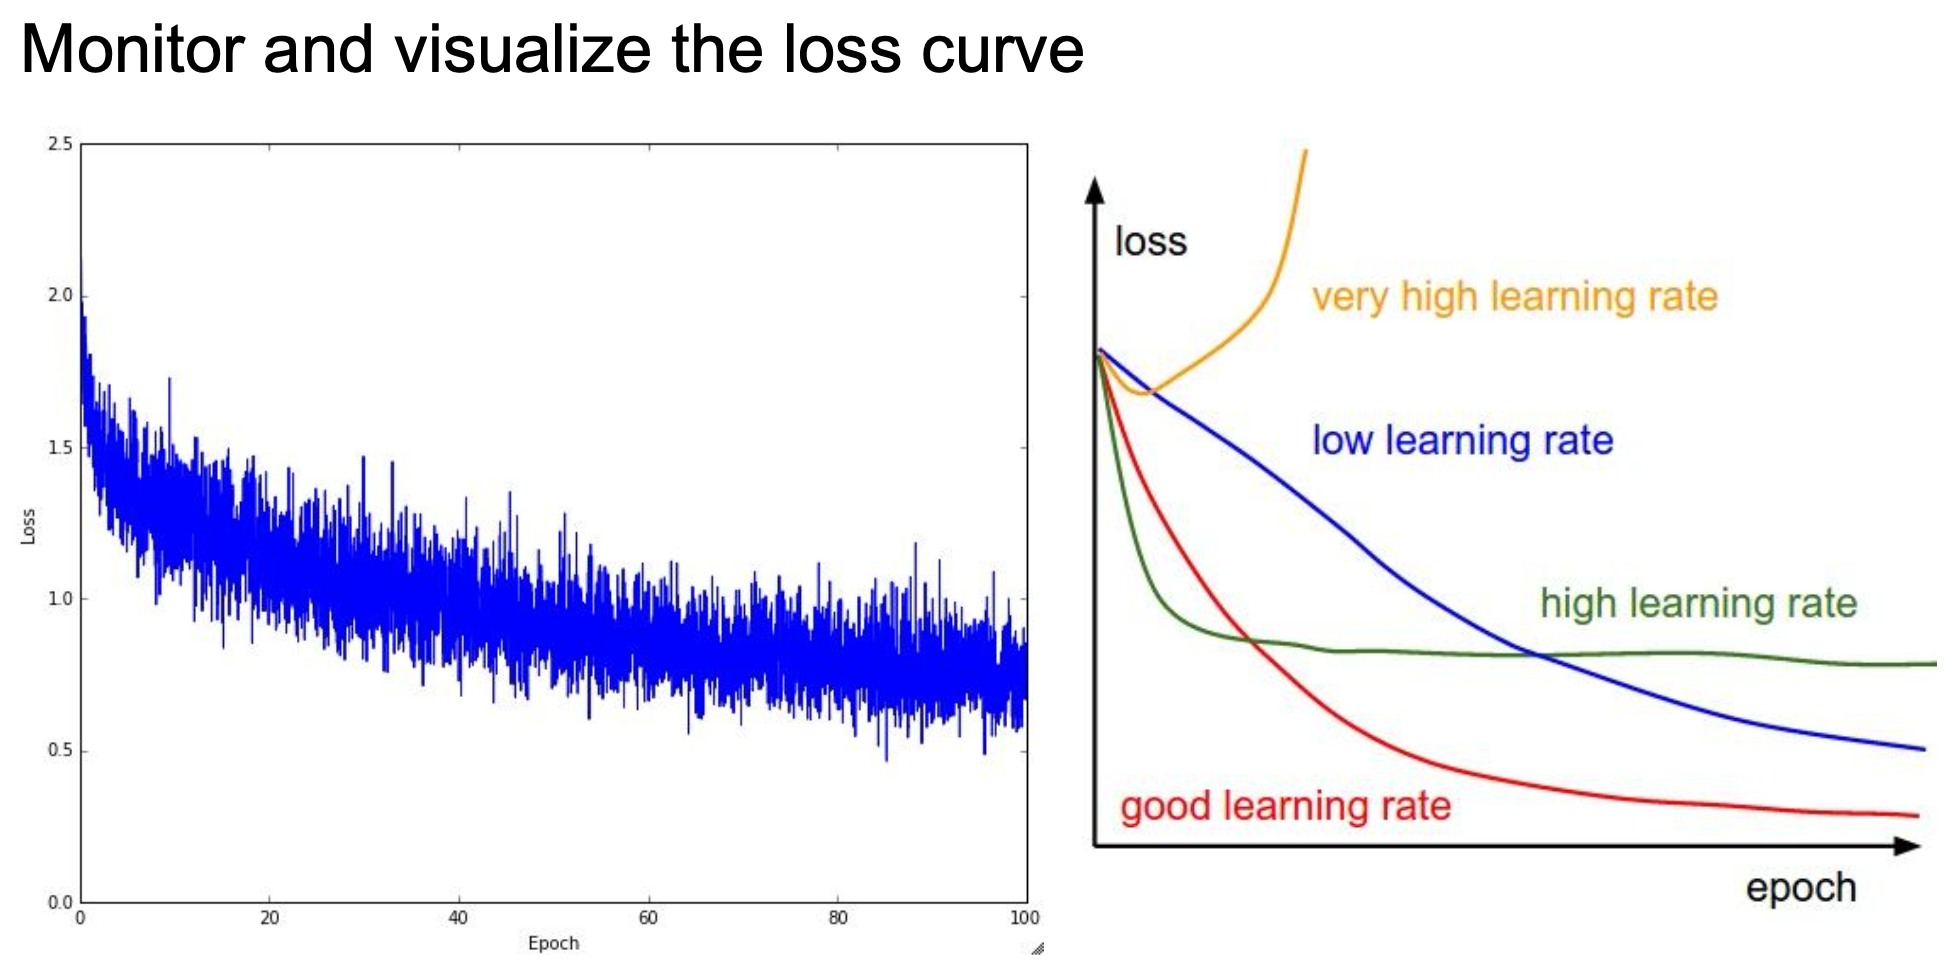 Monitor and visualize the loss curve
2.5
2.0
1.5
1.0
0.5
0.0
Loss
0 20 40 60 80 100
Epoch
loss
very high learning rate
low learning rate
high learning rate
good learning rate
epoch